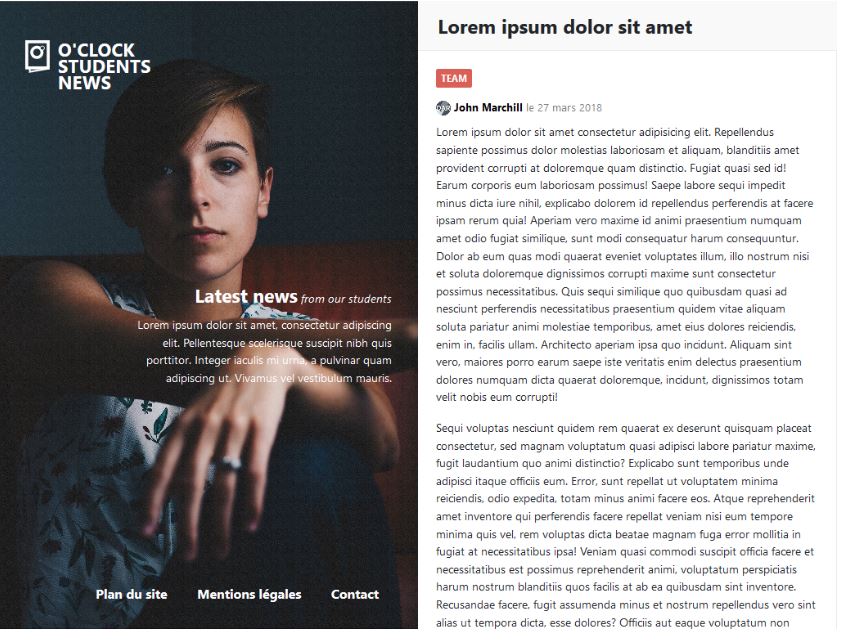 O'CLOCK
STUDENTS
NEWS
Latest news from our students
Lorem ipsum dolor sit amet, consectetur adipiscing
elit. Pellentesque scelerisque suscipit nibh quis
porttitor. Integer iaculis mi urna, a pulvinar quam
adipiscing ut. Vivamus vel vestibulum mauris.
Plan du site Mentions légales Contact
Lorem ipsum dolor sit amet
TEAM
John Marchill le 27 mars 2018
Lorem ipsum dolor sit amet consectetur adipisicing elit. Repellendus
sapiente possimus dolor molestias laboriosam et aliquam, blanditiis amet
provident corrupti at doloremque quam distinctio. Fugiat quasi sed id!
Earum corporis eum laboriosam possimus! Saepe labore sequi impedit
minus dicta iure nihil, explicabo dolorem id repellendus perferendis at facere
ipsam rerum quia! Aperiam vero maxime id animi praesentium numquam
amet odio fugiat similique, sunt modi consequatur harum consequuntur.
Dolor ab eum quas modi quaerat eveniet voluptates illum, illo nostrum nisi
et soluta doloremque dignissimos corrupti maxime sunt consectetur
possimus necessitatibus. Quis sequi similique quo quibusdam quasi ad
nesciunt perferendis necessitatibus praesentium quidem vitae aliquam
soluta pariatur animi molestiae temporibus, amet eius dolores reiciendis,
enim in, facilis ullam. Architecto aperiam ipsa quo incidunt. Aliquam sint
vero, maiores porro earum saepe iste veritatis enim delectus praesentium
dolores numquam dicta quaerat doloremque, incidunt, dignissimos totam
velit nobis eum corrupti!
Sequi voluptas nesciunt quidem rem quaerat ex deserunt quisquam placeat
consectetur, sed magnam voluptatum quasi adipisci labore pariatur maxime,
fugit laudantium quo animi distinctio? Explicabo sunt temporibus unde
adipisci itaque officiis eum. Error, sunt repellat ut voluptatem minima
reiciendis, odio expedita, totam minus animi facere eos. Atque reprehenderit
amet inventore qui perferendis facere repellat veniam nisi eum tempore
minima quis vel, rem voluptas dicta beatae magnam fuga error mollitia in
fugiat at necessitatibus ipsa! Veniam quasi commodi suscipit officia facere et
necessitatibus est possimus reprehenderit animi, voluptatum perspiciatis
harum nostrum blanditiis quos facilis at ab ea quibusdam sint inventore.
Recusandae facere, fugit assumenda minus et nostrum repellendus vero sint
alias ut tempora dicta, esse dolores? Officiis aut eaque voluptatum non